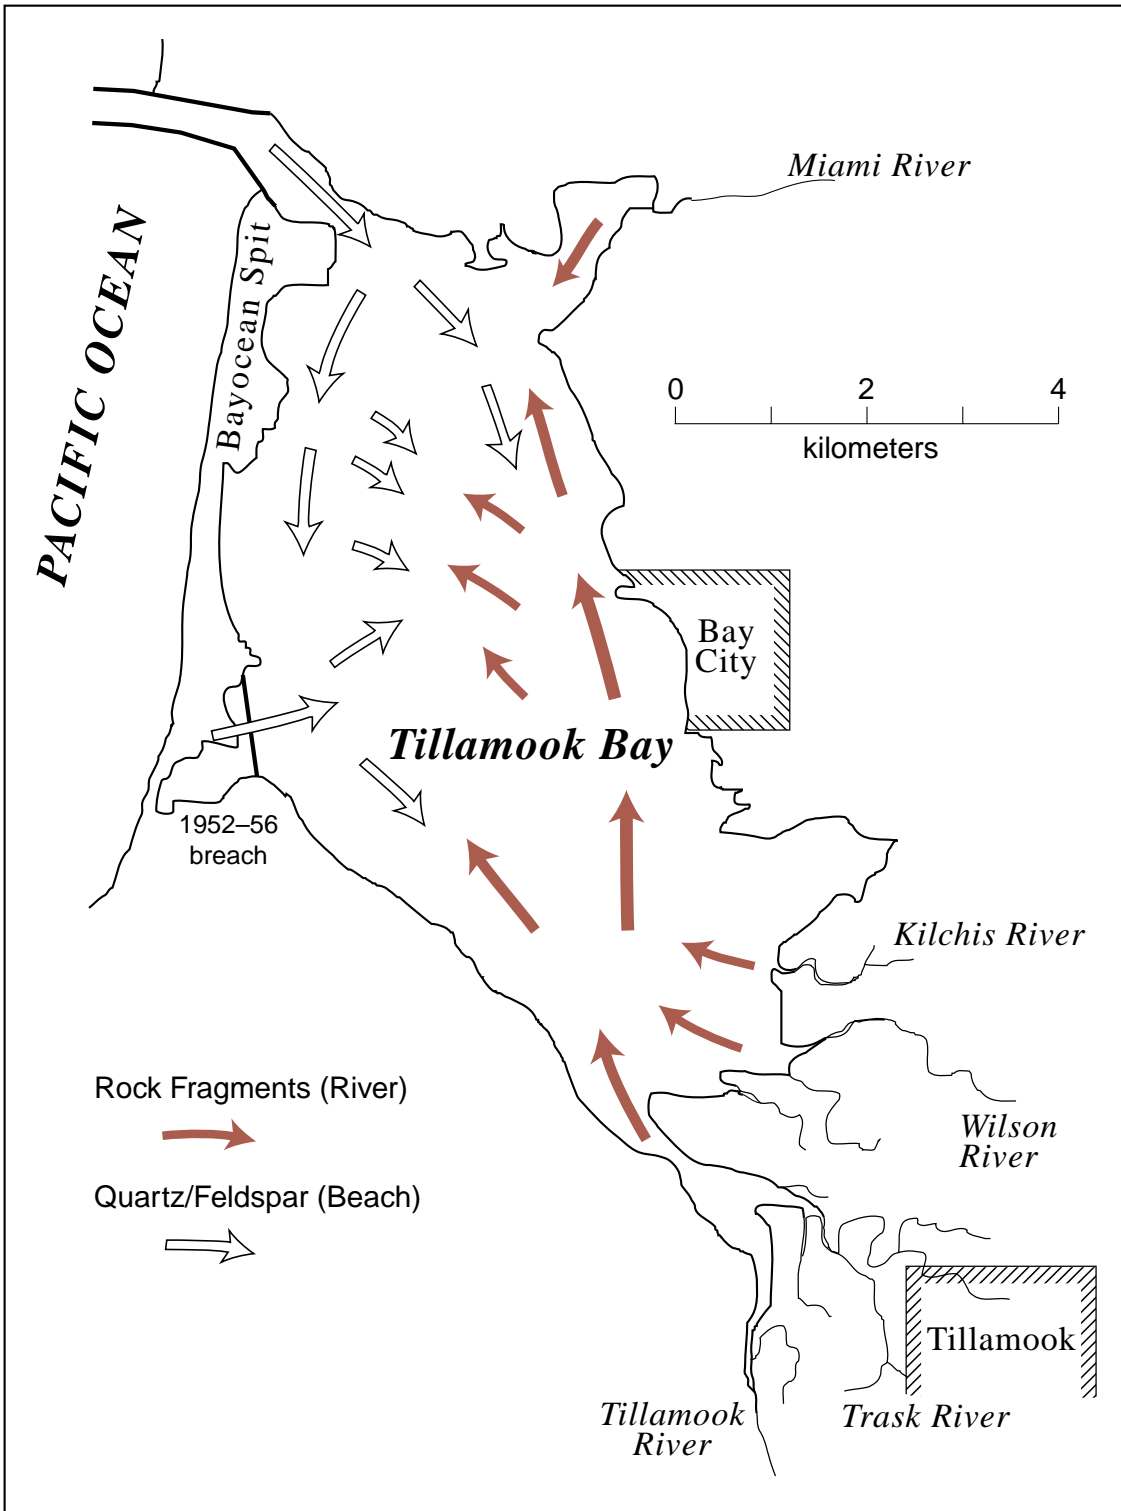 Miami River
PACIFIC OCEAN
Bayocean Spit
0
2
4
kilometers
Bay
City
Tillamook Bay
1952–56
breach
Kilchis River
Rock Fragments (River)
Wilson
River
Quartz/Feldspar (Beach)
Tillamook
Tillamook
River
Trask River